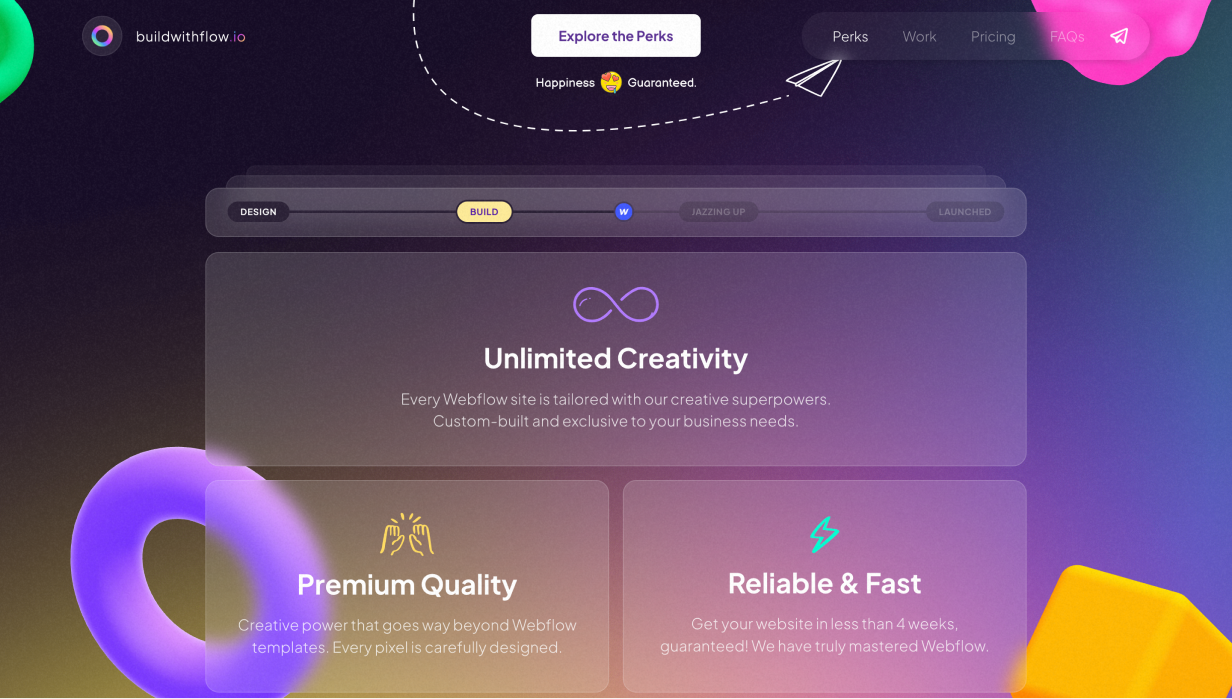 buildwithflow.io
Explore the Perks
Perks Work Pricing FAQs
Happiness Guaranteed.
DESIGN BUILD W JAZZING UP LAUNCHED
Unlimited Creativity
Every Webflow site is tailored with our creative superpowers.
Custom-built and exclusive to your business needs.
Premium Quality
Creative power that goes way beyond Webflow
templates. Every pixel is carefully designed.
Reliable & Fast
Get your website in less than 4 weeks,
guaranteed! We have truly mastered Webflow.